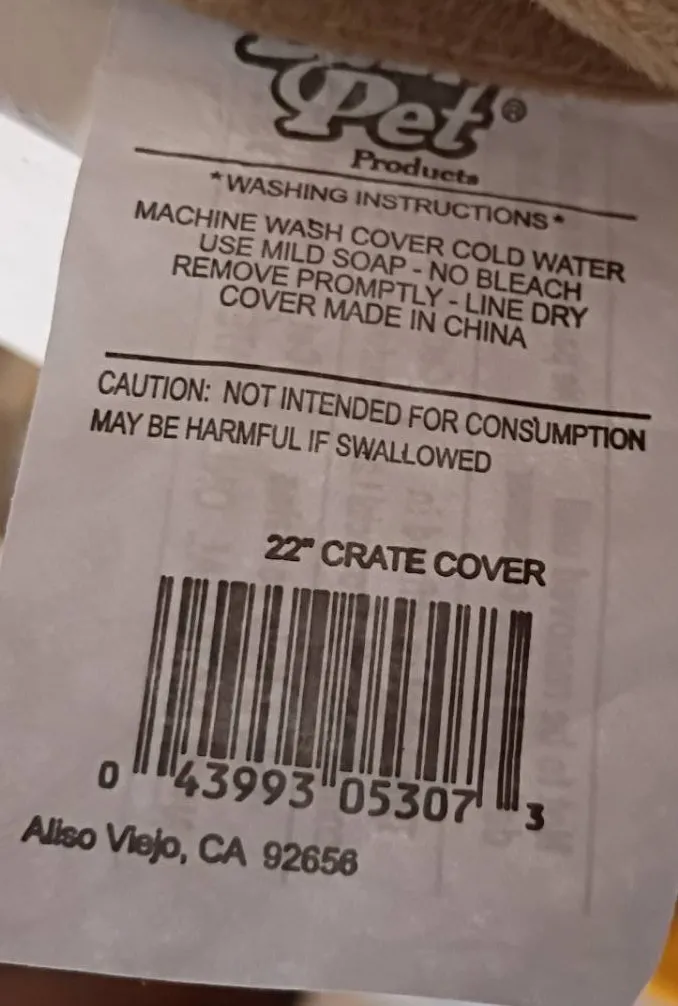 Pet®
Products
*WASHING INSTRUCTIONS*
MACHINE WASH COVER COLD WATER
USE MILD SOAP - NO BLEACH
REMOVE PROMPTLY - LINE DRY
COVER MADE IN CHINA
CAUTION: NOT INTENDED FOR CONSUMPTION
MAY BE HARMFUL IF SWALLOWED
22" CRATE COVER
0 43993 05307 3
Aliso Viejo, CA 92656